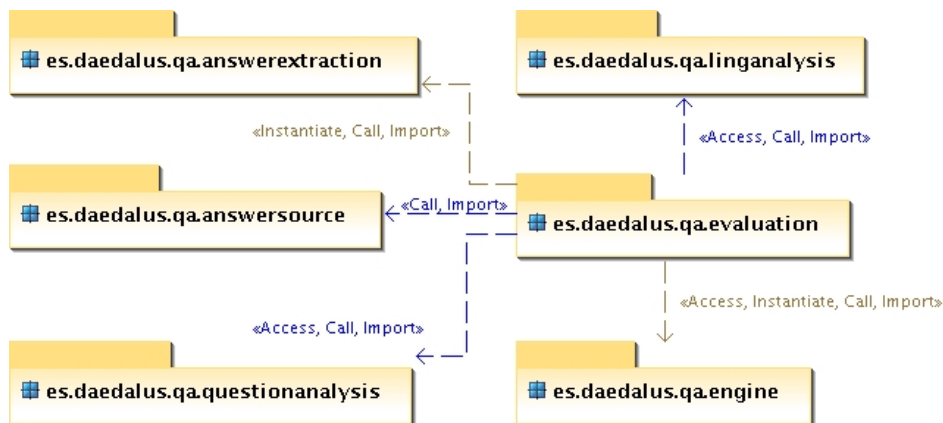 es.daedalus.qa.answerextraction
es.daedalus.qa.linganalysis
«Instantiate, Call, Import»
«Access, Call, Import»
es.daedalus.qa.answersource
«Call, Import»
es.daedalus.qa.evaluation
«Access, Instantiate, Call, Import»
«Access, Call, Import»
es.daedalus.qa.questionanalysis
es.daedalus.qa.engine